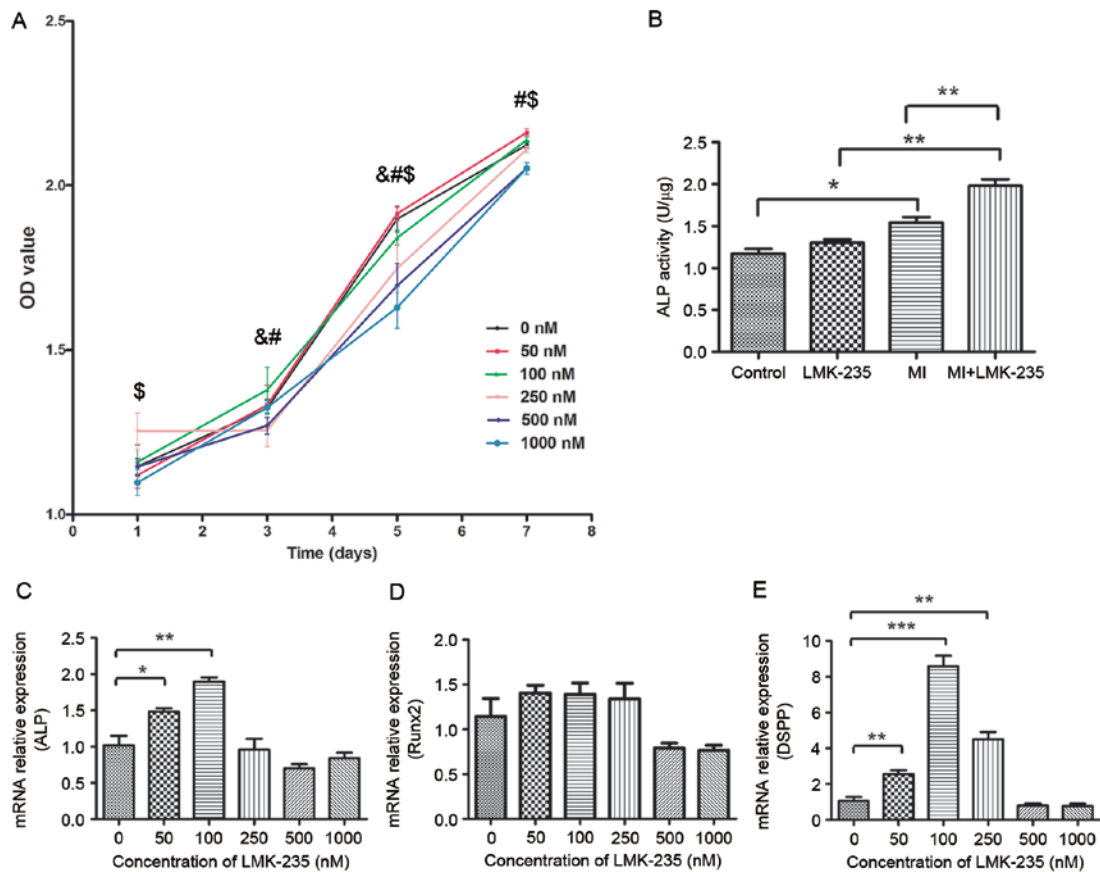 A
2.5
2.0
1.5
1.0
OD value
$
&#
&#$
#$
0 nM
50 nM
100 nM
250 nM
500 nM
1000 nM
0 1 2 3 4 5 6 7 8
Time (days)
B
**
**
*
2.5
2.0
1.5
1.0
0.5
0.0
ALP activity (U/µg)
Control LMK-235 MI MI+LMK-235
C
mRNA relative expression
(ALP)
2.5
2.0
1.5
1.0
0.5
0.0
**
*
0 50 100 250 500 1000
Concentration of LMK-235 (nM)
D
mRNA relative expression
(Runx2)
2.0
1.5
1.0
0.5
0.0
0 50 100 250 500 1000
Concentration of LMK-235 (nM)
E
mRNA relative expression
(DSPP)
10
8
6
4
2
0
**
***
**
0 50 100 250 500 1000
Concentration of LMK-235 (nM)